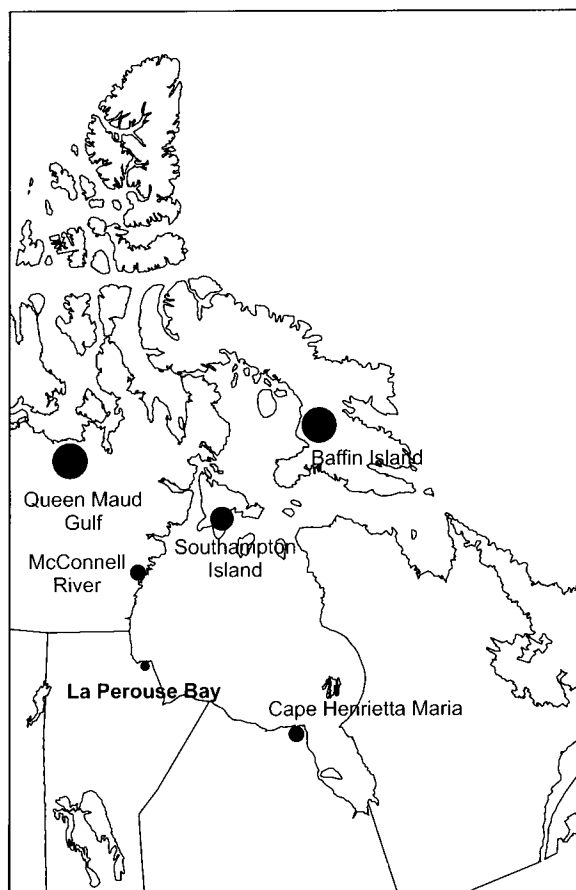 Baffin Island
Queen Maud
Gulf
Southampton
Island
McConnell
River
La Perouse Bay
Cape Henrietta Maria